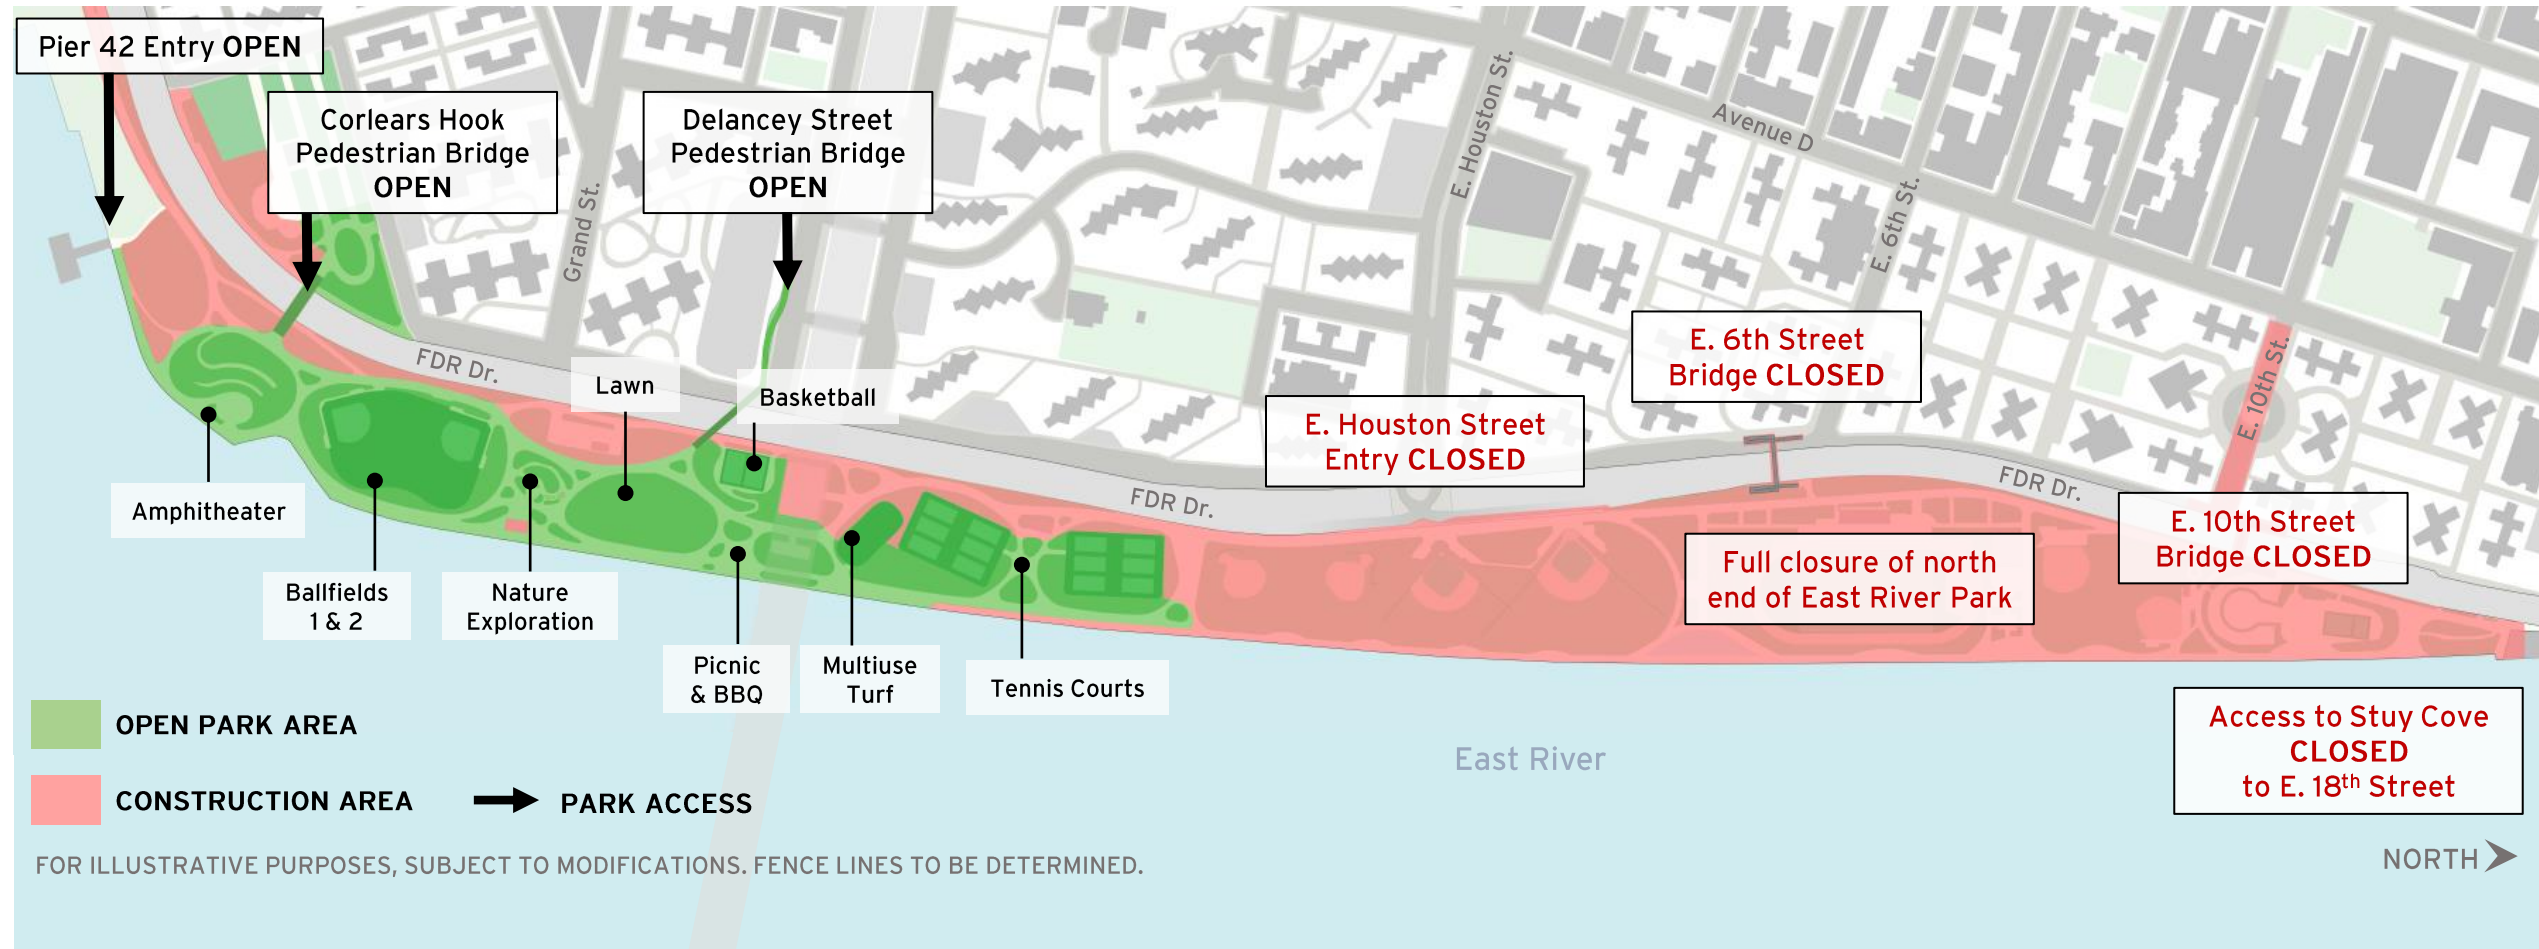 Pier 42 Entry OPEN
Corlears Hook
Pedestrian Bridge
OPEN
Delancey Street
Pedestrian Bridge
OPEN
E. Houston St.
Avenue D
Grand St.
E. 6th St.
E. 10th St.
FDR Dr.
Lawn
Basketball
E. 6th Street
Bridge CLOSED
E. Houston Street
Entry CLOSED
FDR Dr.
FDR Dr.
E. 10th Street
Bridge CLOSED
Full closure of north
end of East River Park
Amphitheater
Ballfields
1 & 2
Nature
Exploration
Picnic
& BBQ
Multiuse
Turf
Tennis Courts
OPEN PARK AREA
CONSTRUCTION AREA
PARK ACCESS
East River
Access to Stuy Cove
CLOSED
to E. 18th Street
FOR ILLUSTRATIVE PURPOSES, SUBJECT TO MODIFICATIONS. FENCE LINES TO BE DETERMINED.
NORTH